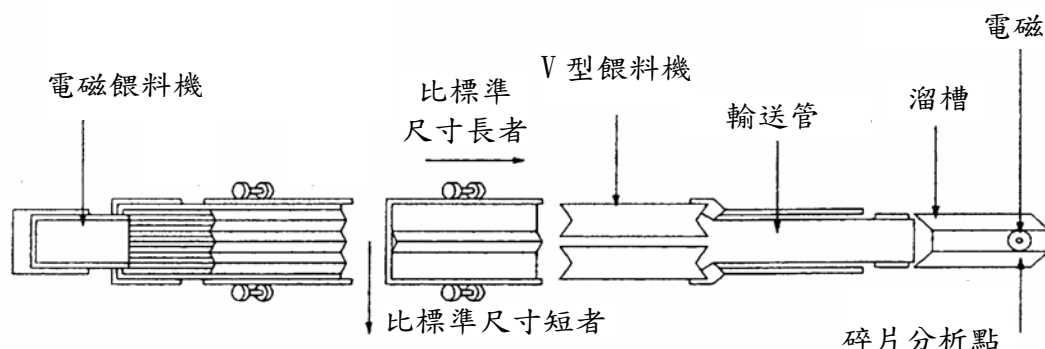 電磁
V 型餵料機
電磁餵料機
比標準
尺寸長者
溜槽
輸送管
比標準尺寸短者
碎片分析點